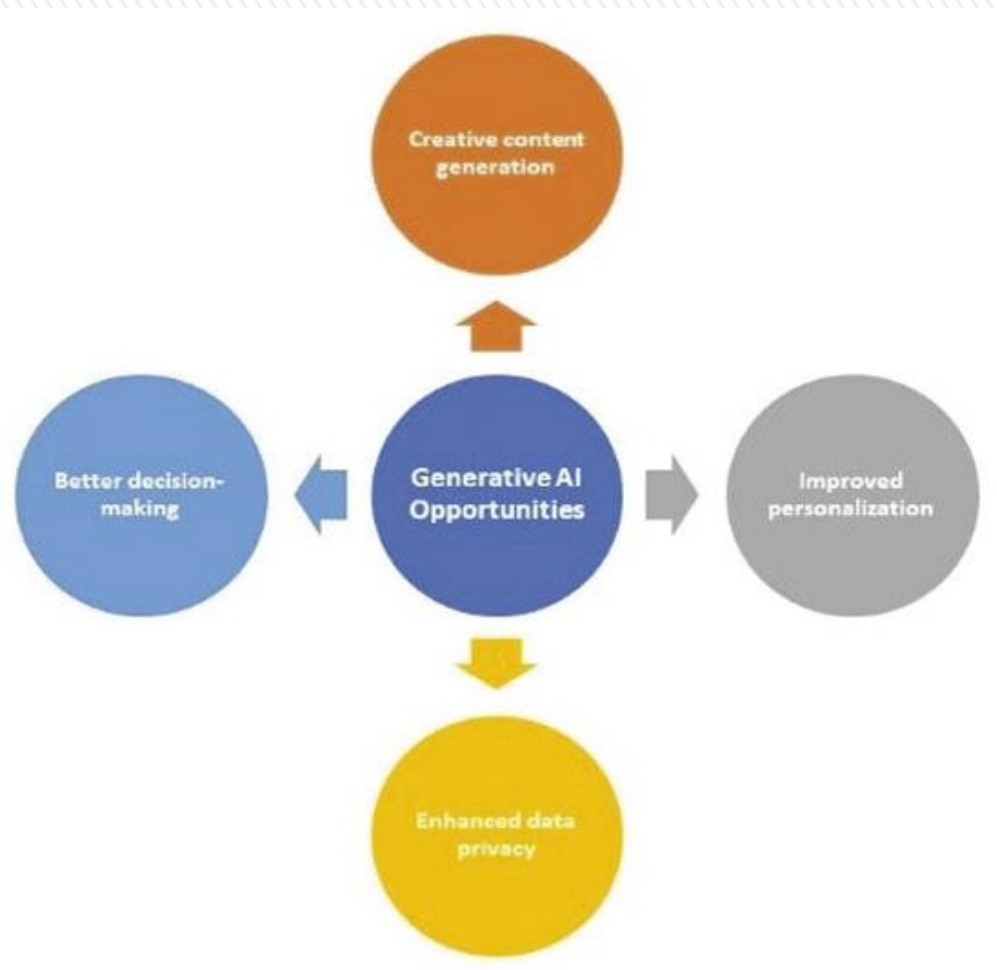 Creative content
generation
Better decision-
making
Generative AI
Opportunities
Improved
personalization
Enhanced data
privacy